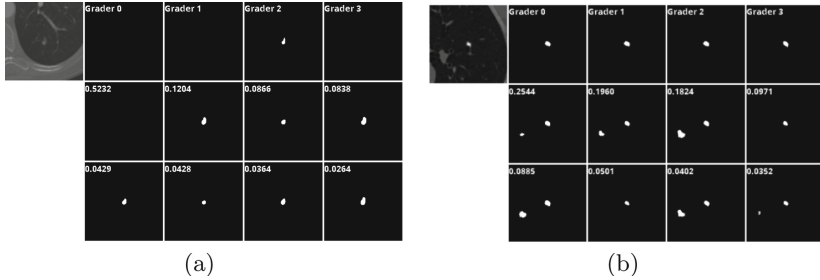 Grader 0 Grader 1 Grader 2 Grader 3
0.5232 0.1204 0.0866 0.0838
0.0429 0.0428 0.0364 0.0264
(a)
Grader 0 Grader 1 Grader 2 Grader 3
0.2544 0.1960 0.1824 0.0971
0.0885 0.0501 0.0402 0.0352
(b)